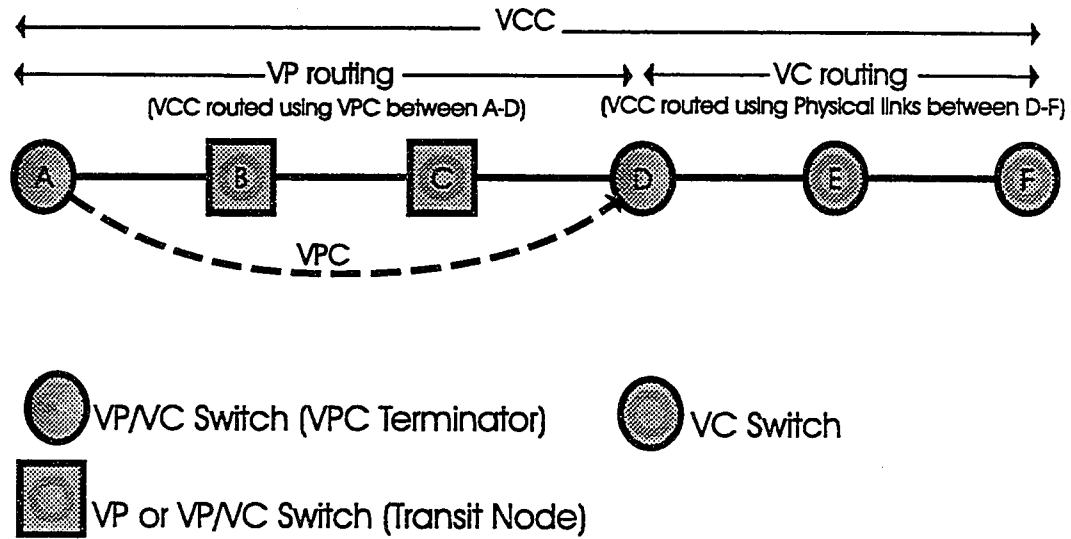 VCC
VP routing VC routing
(VCC routed using VPC between A-D) (VCC routed using Physical links between D-F)
A B C D E F
VPC
VP/VC Switch (VPC Terminator) VC Switch
VP or VP/VC Switch (Transit Node)